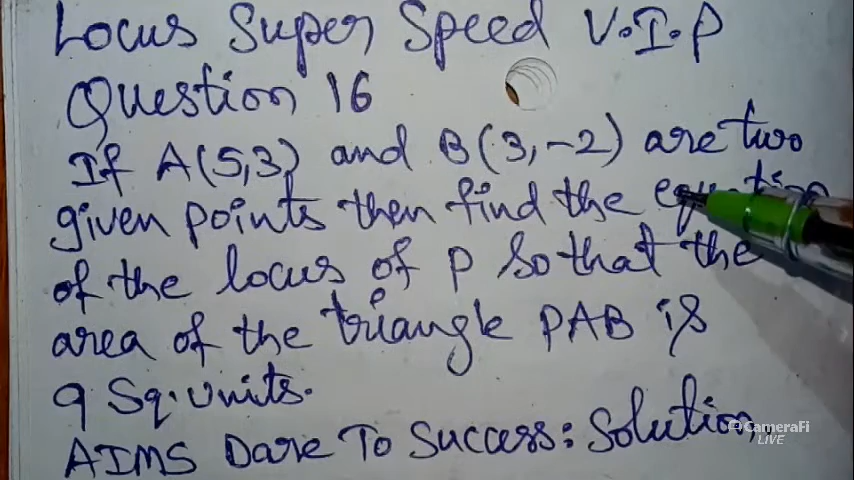 Locus Super Speed V.I.P
Question 16
If A(5,3) and B(3,-2) are two
given points then find the equation
of the locus of P so that the
area of the triangle PAB is
9 Sq. units.
AIMS Dare To Success: Solution,
CameraFi
LIVE